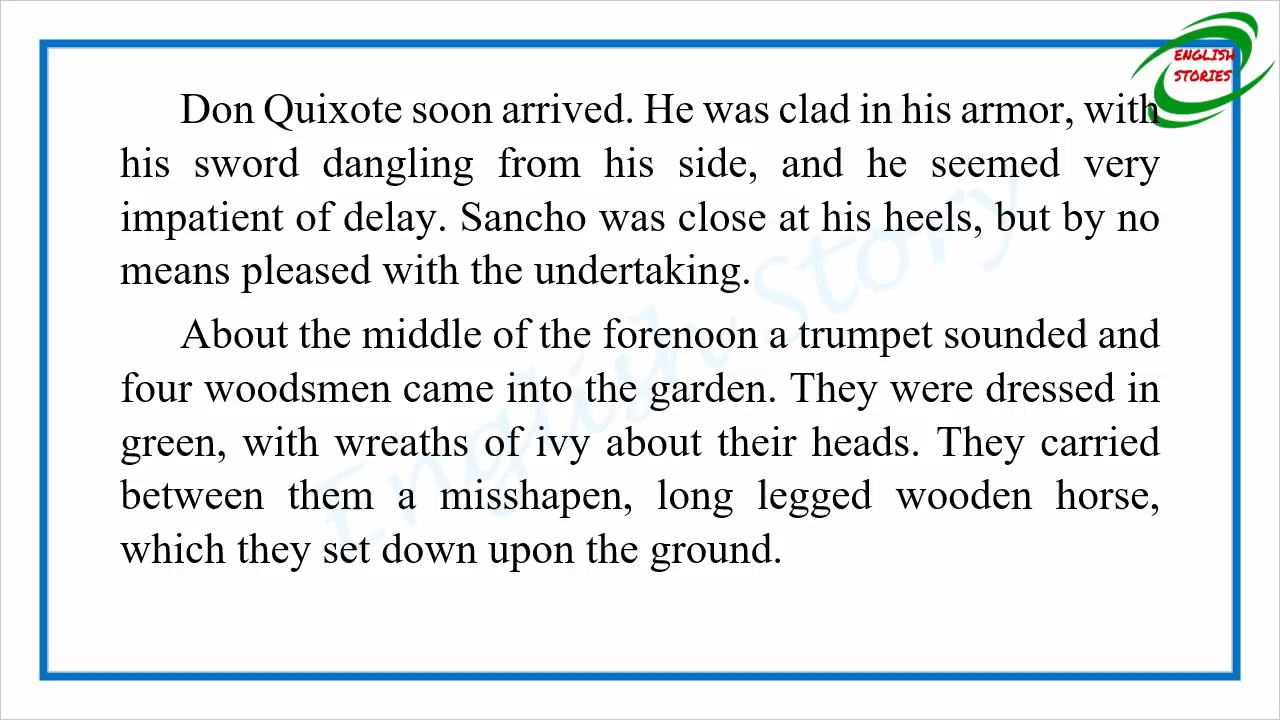 ENGLISH
STORIES
Don Quixote soon arrived. He was clad in his armor, with
his sword dangling from his side, and he seemed very
impatient of delay. Sancho was close at his heels, but by no
means pleased with the undertaking.
About the middle of the forenoon a trumpet sounded and
four woodsmen came into the garden. They were dressed in
green, with wreaths of ivy about their heads. They carried
between them a misshapen, long legged wooden horse,
which they set down upon the ground.
English Story